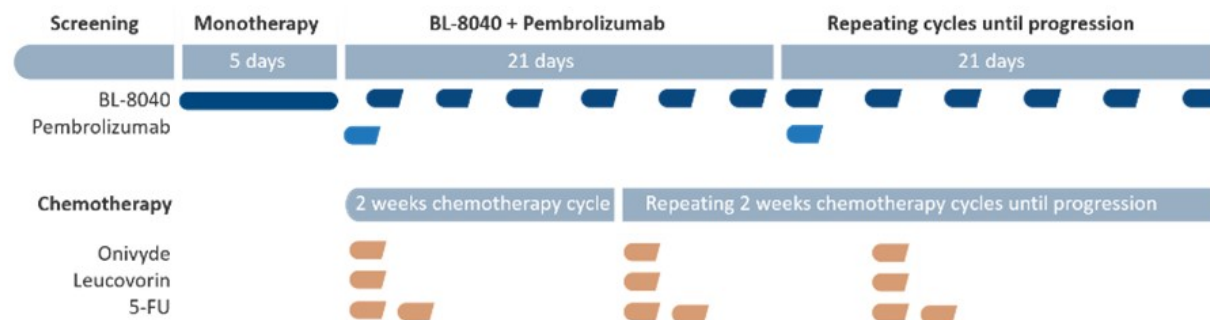 Screening Monotherapy BL-8040 + Pembrolizumab Repeating cycles until progression
5 days 21 days 21 days
BL-8040
Pembrolizumab
Chemotherapy 2 weeks chemotherapy cycle Repeating 2 weeks chemotherapy cycles until progression
Onivyde
Leucovorin
5-FU